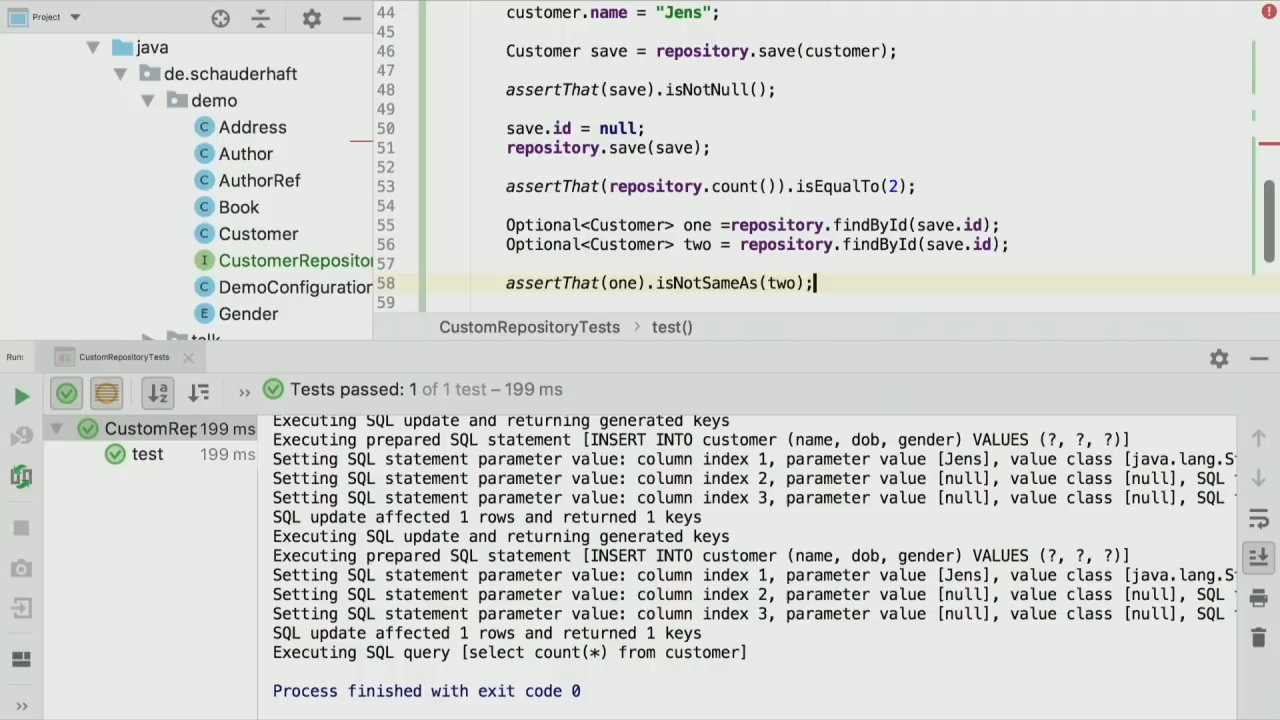 Project
java
de.schauderhaft
demo
C Address
C Author
C AuthorRef
C Book
C Customer
I CustomerRepositor
C DemoConfiguration
E Gender
44 customer.name = "Jens";
45
46 Customer save = repository.save(customer);
47
48 assertThat(save).isNotNull();
49
50 save.id = null;
51 repository.save(save);
52
53 assertThat(repository.count()).isEqualTo(2);
54
55 Optional<Customer> one =repository.findById(save.id);
56 Optional<Customer> two = repository.findById(save.id);
57
58 assertThat(one).isNotSameAs(two);
59
CustomRepositoryTests › test()
Run: CustomRepositoryTests
» Tests passed: 1 of 1 test – 199 ms
CustomRep 199 ms
test 199 ms
Executing SQL update and returning generated keys
Executing prepared SQL statement [INSERT INTO customer (name, dob, gender) VALUES (?, ?, ?)]
Setting SQL statement parameter value: column index 1, parameter value [Jens], value class [java.lang.S
Setting SQL statement parameter value: column index 2, parameter value [null], value class [null], SQL
Setting SQL statement parameter value: column index 3, parameter value [null], value class [null], SQL
SQL update affected 1 rows and returned 1 keys
Executing SQL update and returning generated keys
Executing prepared SQL statement [INSERT INTO customer (name, dob, gender) VALUES (?, ?, ?)]
Setting SQL statement parameter value: column index 1, parameter value [Jens], value class [java.lang.S
Setting SQL statement parameter value: column index 2, parameter value [null], value class [null], SQL
Setting SQL statement parameter value: column index 3, parameter value [null], value class [null], SQL
SQL update affected 1 rows and returned 1 keys
Executing SQL query [select count(*) from customer]
Process finished with exit code 0
»